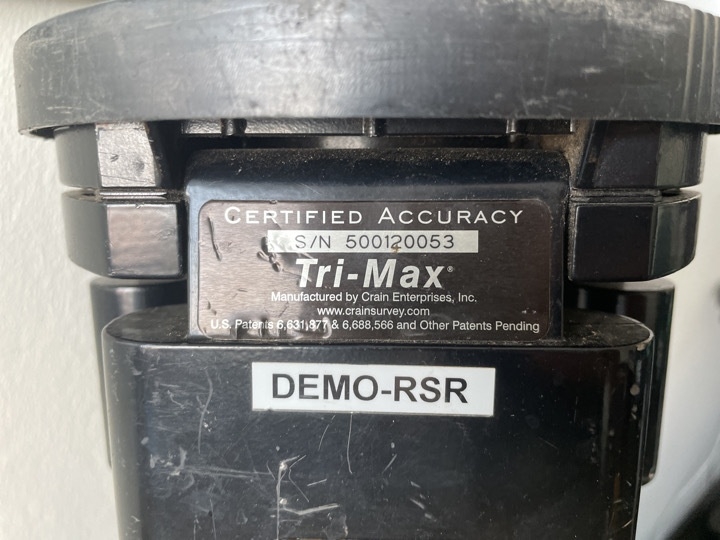 CERTIFIED ACCURACY
S/N 500120053
Tri-Max®
Manufactured by Crain Enterprises, Inc.
www.crainsurvey.com
U.S. Patents 6,631,877 & 6,688,566 and Other Patents Pending
DEMO-RSR